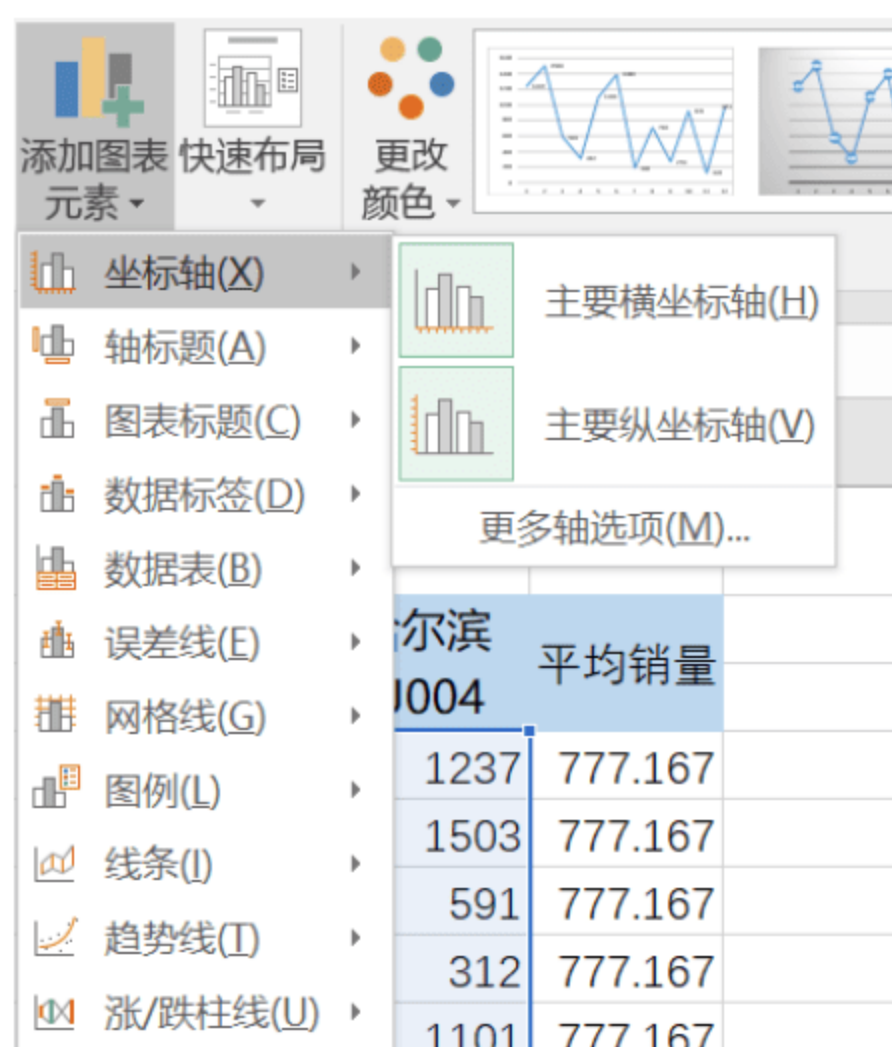 添加图表
元素
快速布局
更改
颜色
坐标轴(X)
轴标题(A)
图表标题(C)
数据标签(D)
数据表(B)
误差线(E)
网格线(G)
图例(L)
线条(I)
趋势线(T)
涨/跌柱线(U)
主要横坐标轴(H)
主要纵坐标轴(V)
更多轴选项(M)...
尔滨
004
平均销量
1237 777.167
1503 777.167
591 777.167
312 777.167
1101 777.167